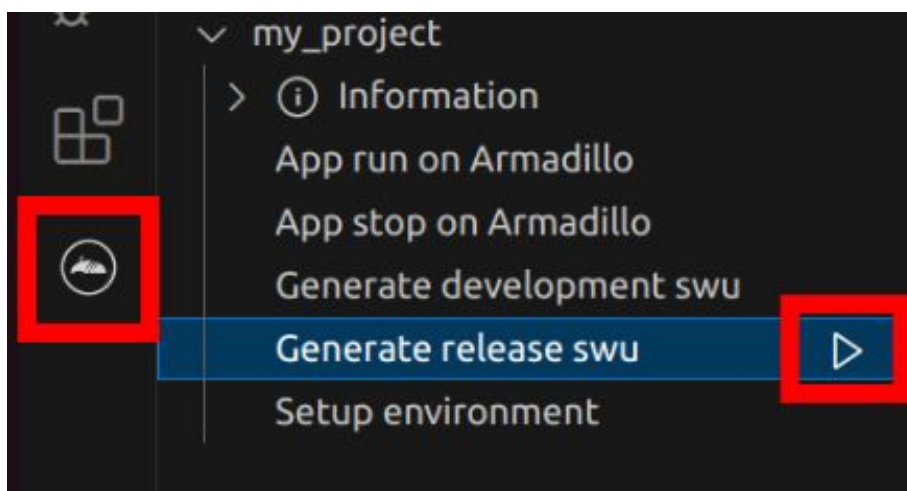 my_project
Information
App run on Armadillo
App stop on Armadillo
Generate development swu
Generate release swu
Setup environment